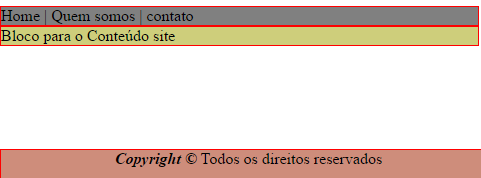 Home | Quem somos | contato
Bloco para o Conteúdo site
Copyright © Todos os direitos reservados